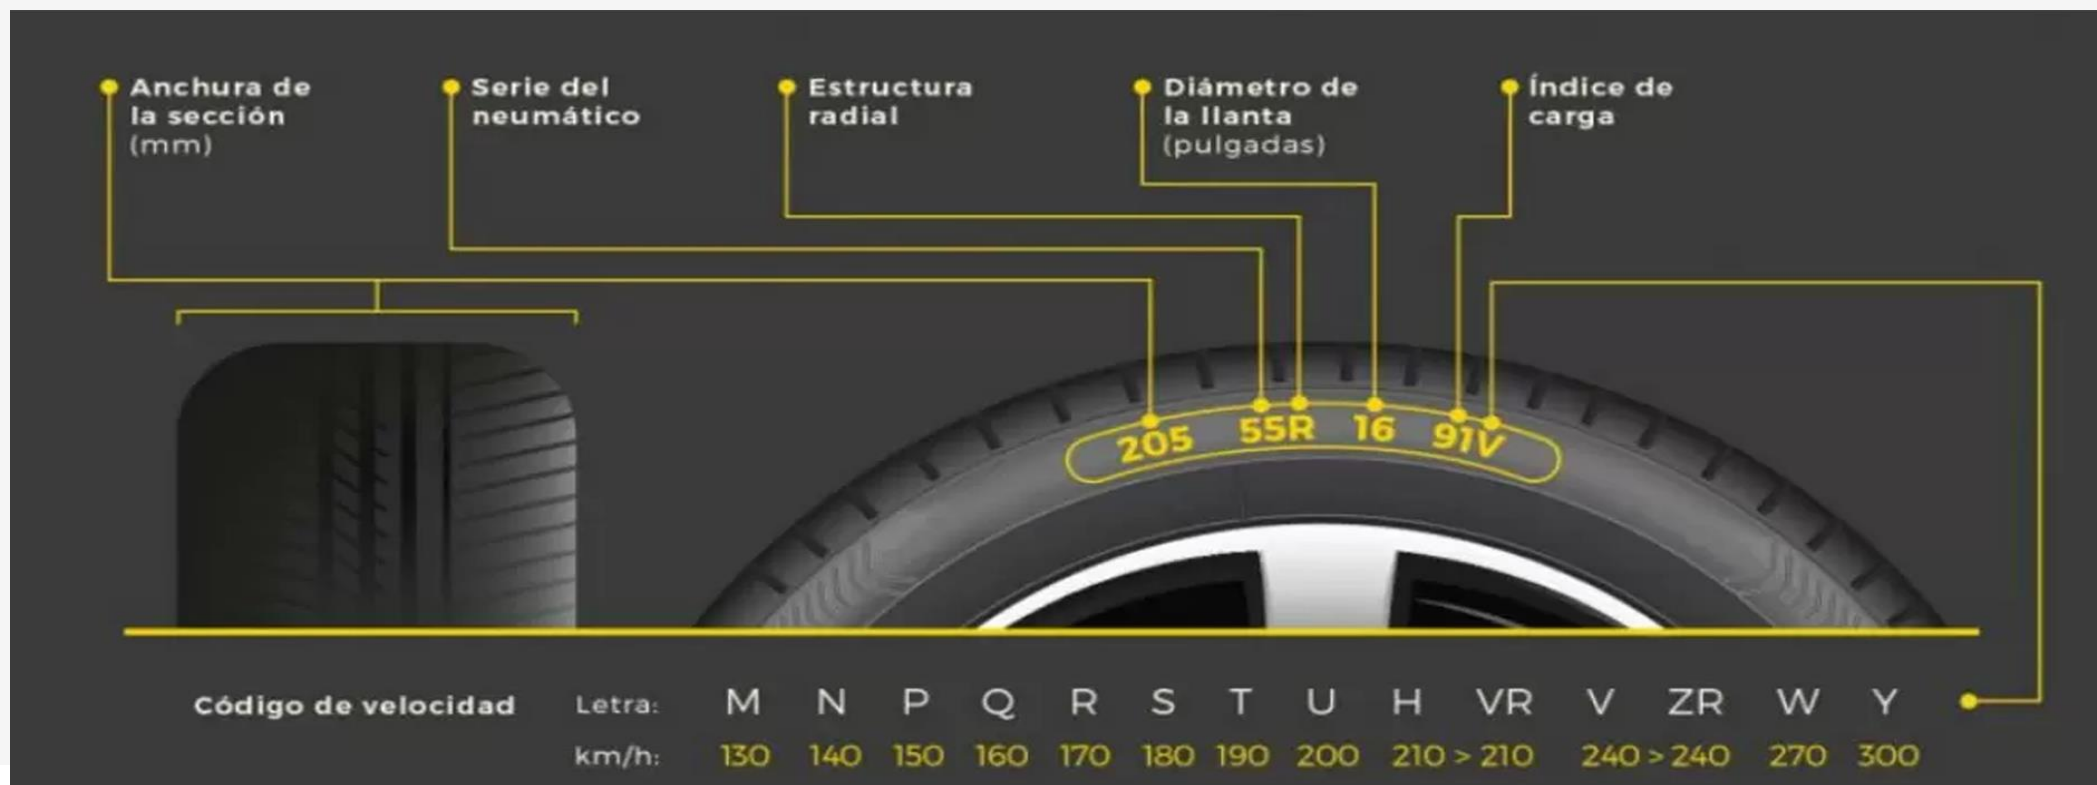 Anchura de
la sección
(mm)
Serie del
neumático
Estructura
radial
Diámetro de
la llanta
(pulgadas)
Índice de
carga
205 55R 16 91V
Código de velocidad
Letra: M N P Q R S T U H VR V ZR W Y
km/h: 130 140 150 160 170 180 190 200 210 > 210 240 > 240 270 300